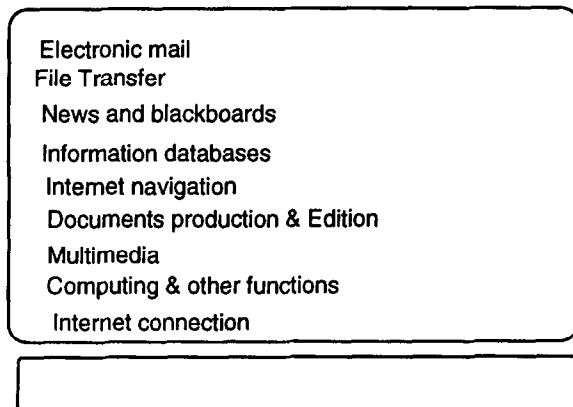 Electronic mail
File Transfer
News and blackboards
Information databases
Internet navigation
Documents production & Edition
Multimedia
Computing & other functions
Internet connection